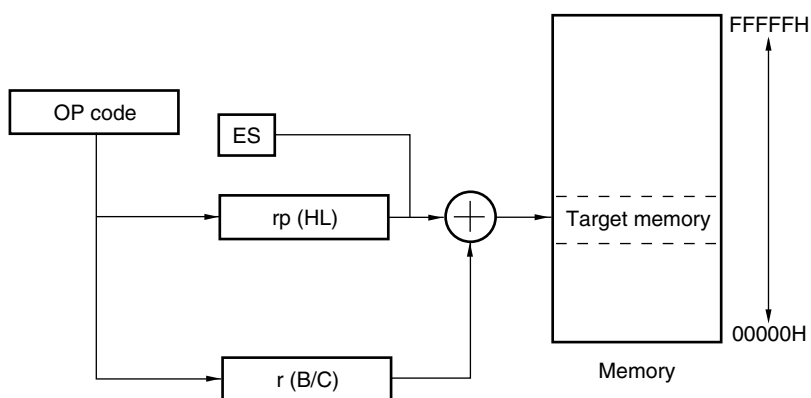 FFFFFH
OP code
ES
rp (HL)
Target memory
r (B/C)
00000H
Memory